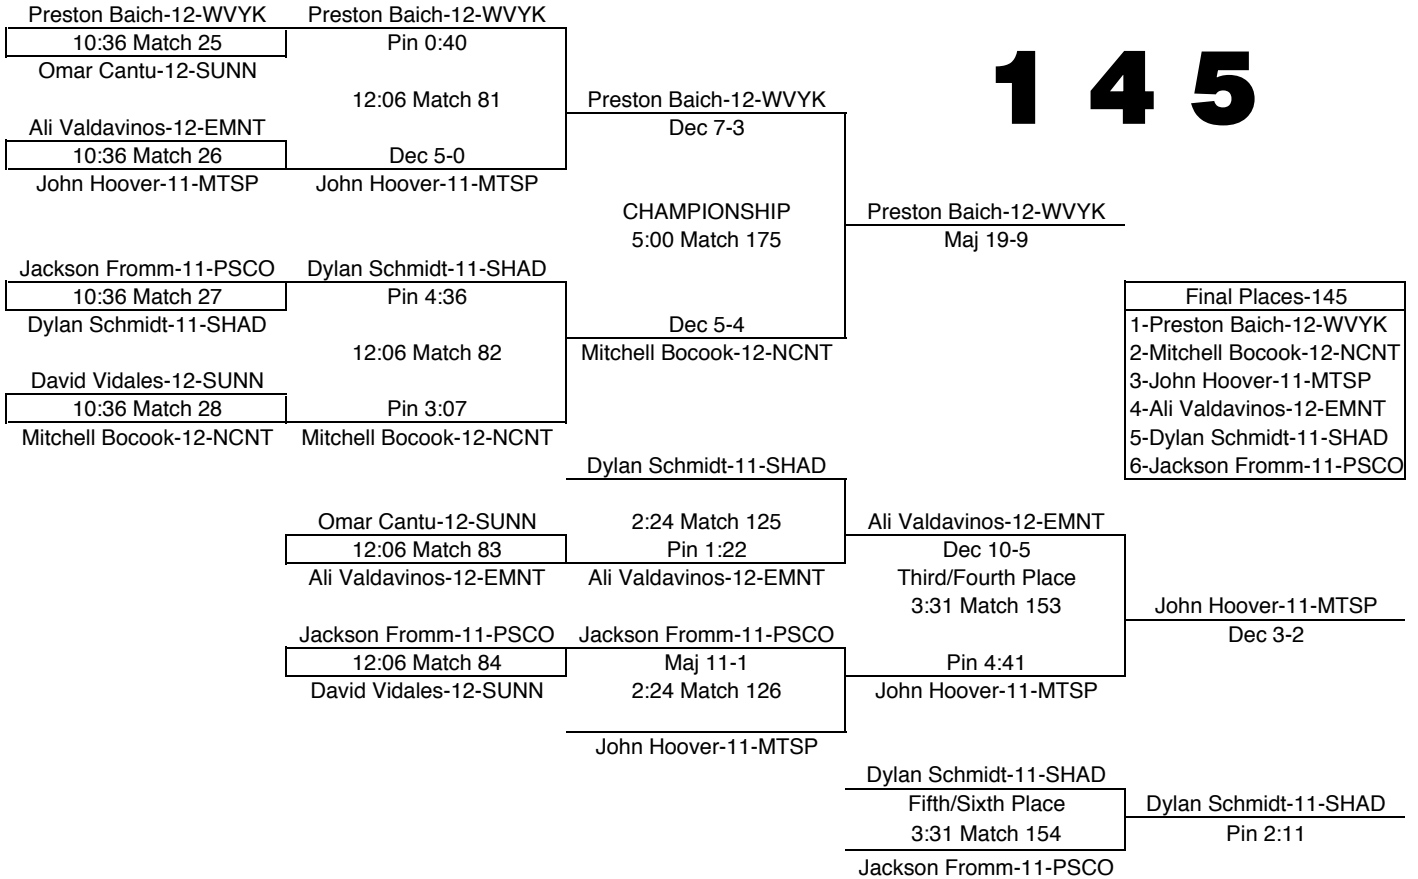 Preston Baich-12-WVYK Preston Baich-12-WVYK
10:36 Match 25 Pin 0:40
Omar Cantu-12-SUNN
1 4 5
12:06 Match 81 Preston Baich-12-WVYK
Ali Valdavinos-12-EMNT Dec 7-3
10:36 Match 26 Dec 5-0
John Hoover-11-MTSP John Hoover-11-MTSP
CHAMPIONSHIP Preston Baich-12-WVYK
5:00 Match 175 Maj 19-9
Jackson Fromm-11-PSCO Dylan Schmidt-11-SHAD
10:36 Match 27 Pin 4:36 Final Places-145
Dylan Schmidt-11-SHAD Dec 5-4 1-Preston Baich-12-WVYK
12:06 Match 82 Mitchell Bocook-12-NCNT 2-Mitchell Bocook-12-NCNT
David Vidales-12-SUNN 3-John Hoover-11-MTSP
10:36 Match 28 Pin 3:07 4-Ali Valdavinos-12-EMNT
Mitchell Bocook-12-NCNT Mitchell Bocook-12-NCNT 5-Dylan Schmidt-11-SHAD
Dylan Schmidt-11-SHAD 6-Jackson Fromm-11-PSCO
Omar Cantu-12-SUNN 2:24 Match 125 Ali Valdavinos-12-EMNT
12:06 Match 83 Pin 1:22 Dec 10-5
Ali Valdavinos-12-EMNT Ali Valdavinos-12-EMNT Third/Fourth Place
3:31 Match 153 John Hoover-11-MTSP
Jackson Fromm-11-PSCO Jackson Fromm-11-PSCO Dec 3-2
12:06 Match 84 Maj 11-1 Pin 4:41
David Vidales-12-SUNN 2:24 Match 126 John Hoover-11-MTSP
John Hoover-11-MTSP
Dylan Schmidt-11-SHAD
Fifth/Sixth Place Dylan Schmidt-11-SHAD
3:31 Match 154 Pin 2:11
Jackson Fromm-11-PSCO